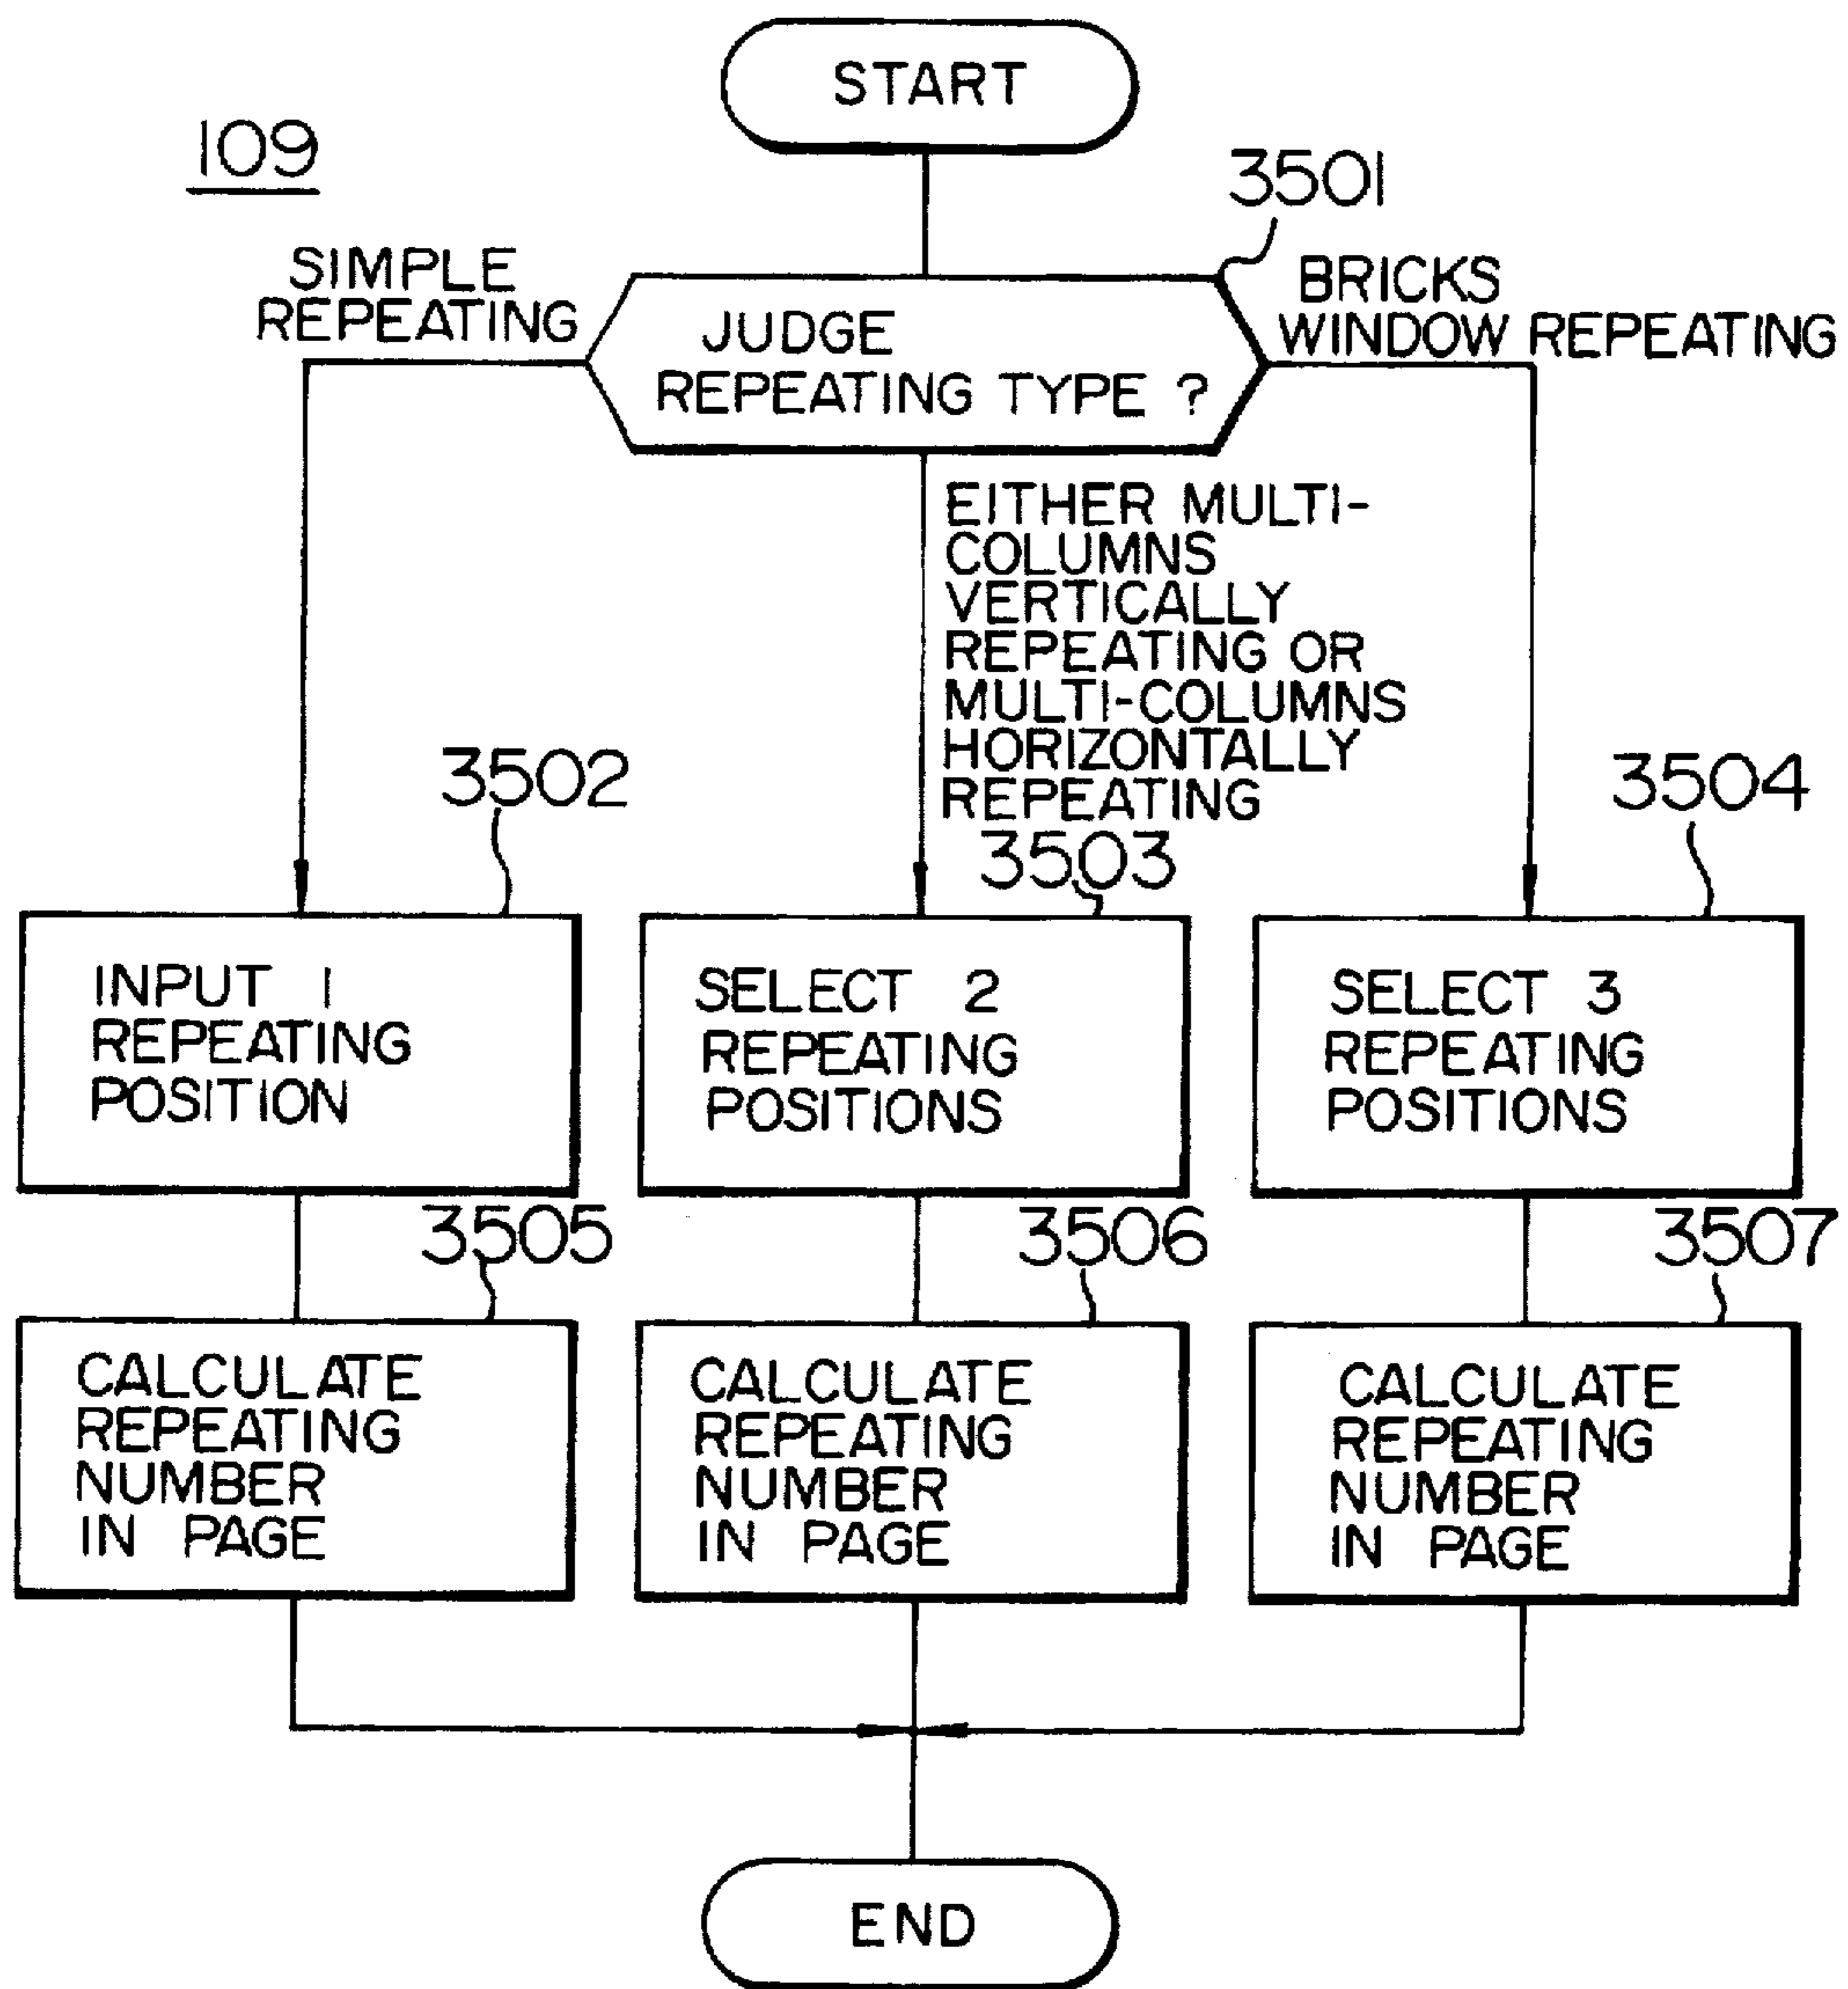 START
109
3501
SIMPLE
REPEATING
BRICKS
WINDOW REPEATING
JUDGE
REPEATING TYPE ?
EITHER MULTI-
COLUMNS
VERTICALLY
REPEATING OR
MULTI-COLUMNS
HORIZONTALLY
REPEATING
3502
3503
3504
INPUT 1
REPEATING
POSITION
SELECT 2
REPEATING
POSITIONS
SELECT 3
REPEATING
POSITIONS
3505
3506
3507
CALCULATE
REPEATING
NUMBER
IN PAGE
CALCULATE
REPEATING
NUMBER
IN PAGE
CALCULATE
REPEATING
NUMBER
IN PAGE
END